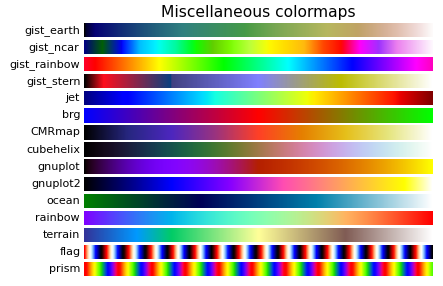 Miscellaneous colormaps
gist_earth
gist_ncar
gist_rainbow
gist_stern
jet
brg
CMRmap
cubehelix
gnuplot
gnuplot2
ocean
rainbow
terrain
flag
prism